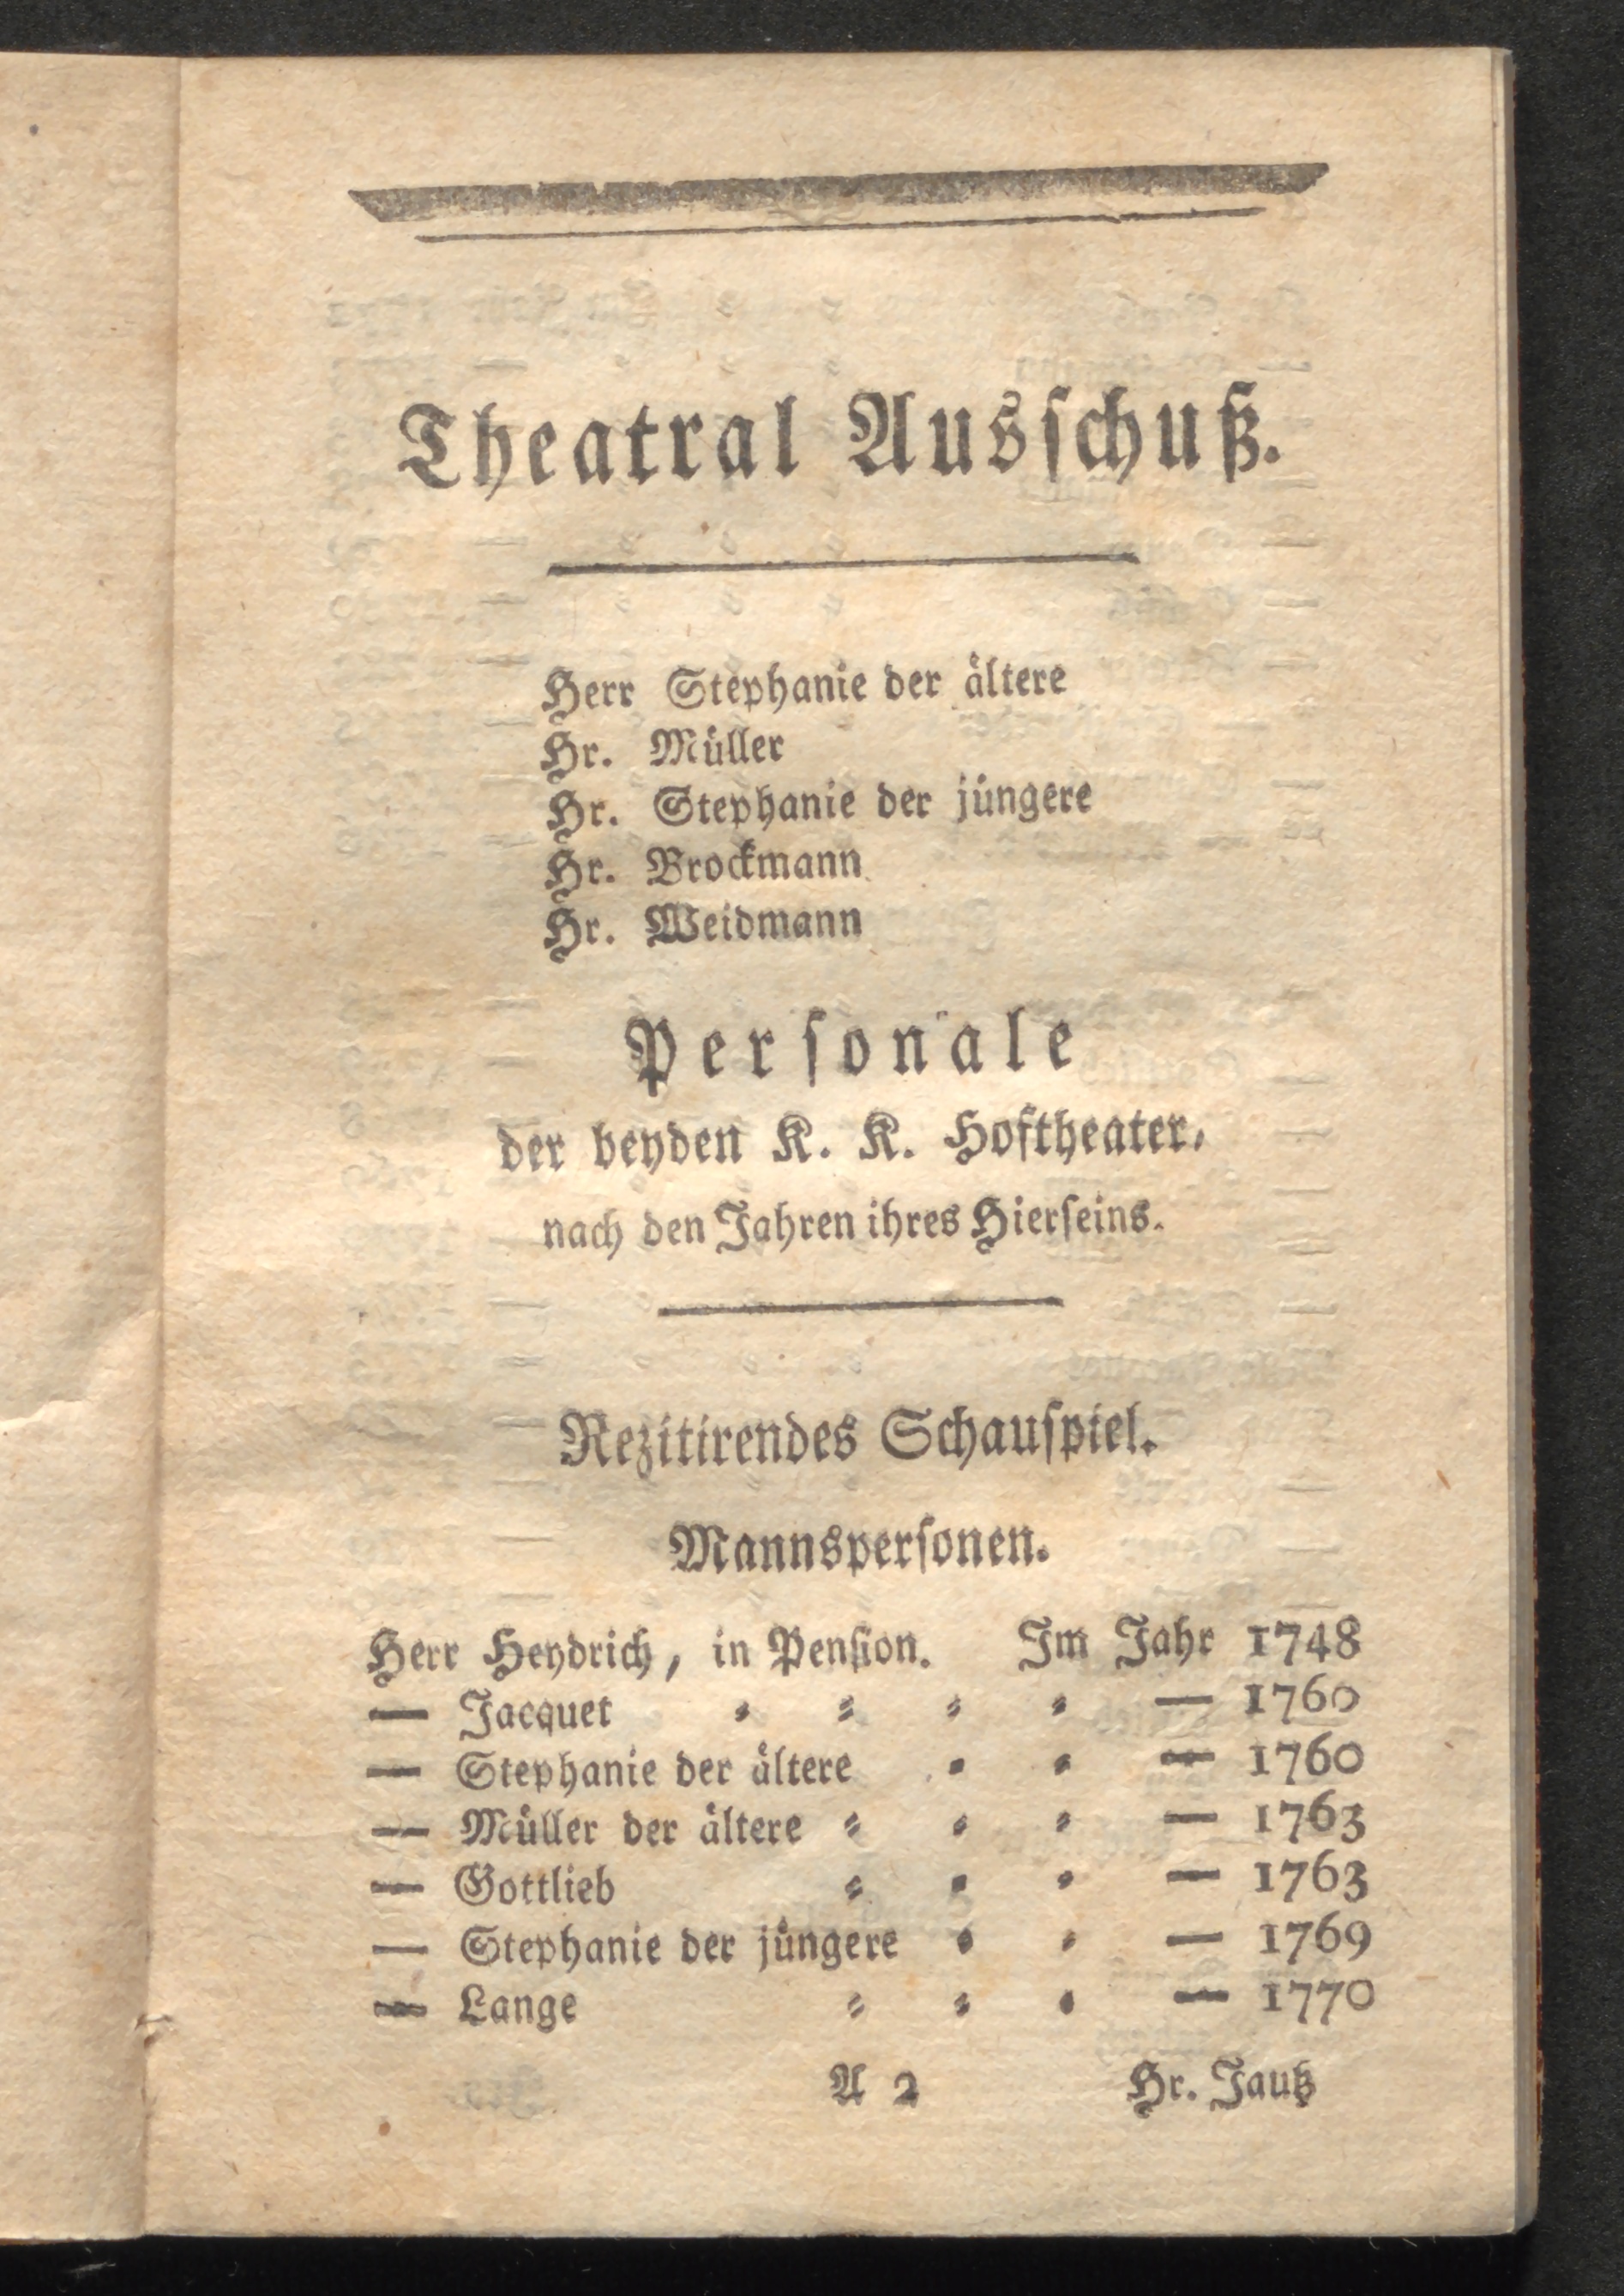 Theatral Ausschuß.
Herr Stephanie der ältere
Hr. Müller
Hr. Stephanie der jüngere
Hr. Brockmann
Hr. Weidmann
Personale
der beyden K. K. Hoftheater,
nach den Jahren ihres Hierseins.
Rezitirendes Schauspiel.
Mannspersonen.
Herr Heydrich, in Pension. Im Jahr 1748
— Jacquet — 1760
— Stephanie der ältere — 1760
— Müller der ältere — 1763
— Gottlieb — 1763
— Stephanie der jüngere — 1769
— Lange — 1770
A 2 Hr. Jautz